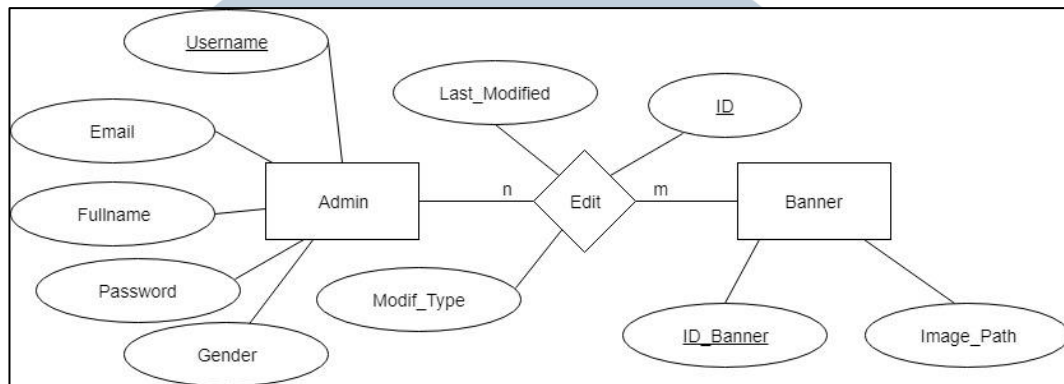 Username
Last_Modified
ID
Email
Fullname
Admin
n
Edit
m
Banner
Password
Modif_Type
Gender
ID_Banner
Image_Path